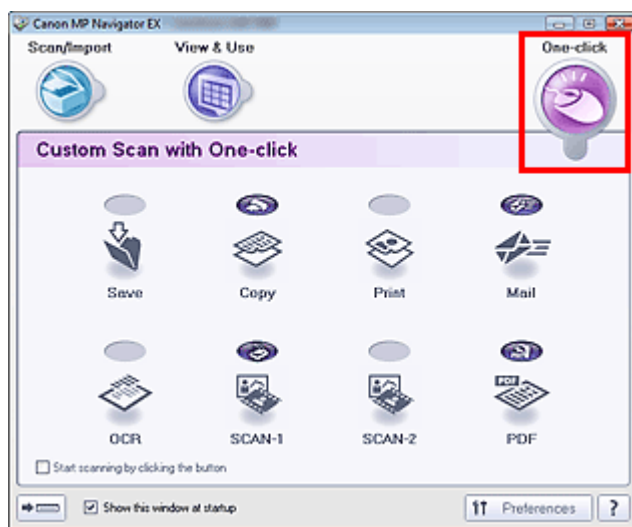 Canon MP Navigator EX
Scan/Import View & Use One-click
Custom Scan with One-click
Save Copy Print Mail
PDF
OCR SCAN-1 SCAN-2 PDF
Start scanning by clicking the button
Show this window at startup Preferences ?